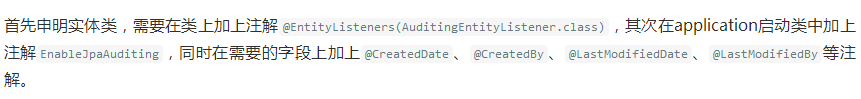 首先申明实体类，需要在类上加上注解 @EntityListeners(AuditingEntityListener.class)，其次在application启动类中加上
注解 EnableJpaAuditing，同时在需要的字段上加上 @CreatedDate、@CreatedBy、@LastModifiedDate、@LastModifiedBy 等注
解。